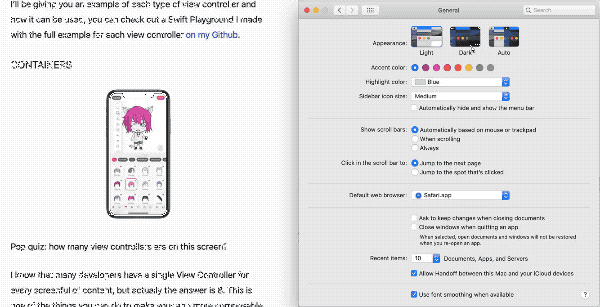 I'll be giving you an example of each type of view controller and
how it can be used, you can check out a Swift Playground I made
with the full example for each view controller on my Github.
CONTAINERS
Pop quiz: how many view controllers are on this screen?
I know that many developers have a single View Controller for
every screenful of content, but actually the answer is 8. This is
one of the things you can do to make your app more composable
General
Search
Appearance:
Light
Dark
Auto
Accent color:
Highlight color:
Blue
Sidebar icon size:
Medium
Automatically hide and show the menu bar
Show scroll bars:
Automatically based on mouse or trackpad
When scrolling
Always
Click in the scroll bar to:
Jump to the next page
Jump to the spot that's clicked
Default web browser:
Safari.app
Ask to keep changes when closing documents
Close windows when quitting an app
When selected, open documents and windows will not be restored
when you re-open an app.
Recent items:
10
Documents, Apps, and Servers
Allow Handoff between this Mac and your iCloud devices
Use font smoothing when available